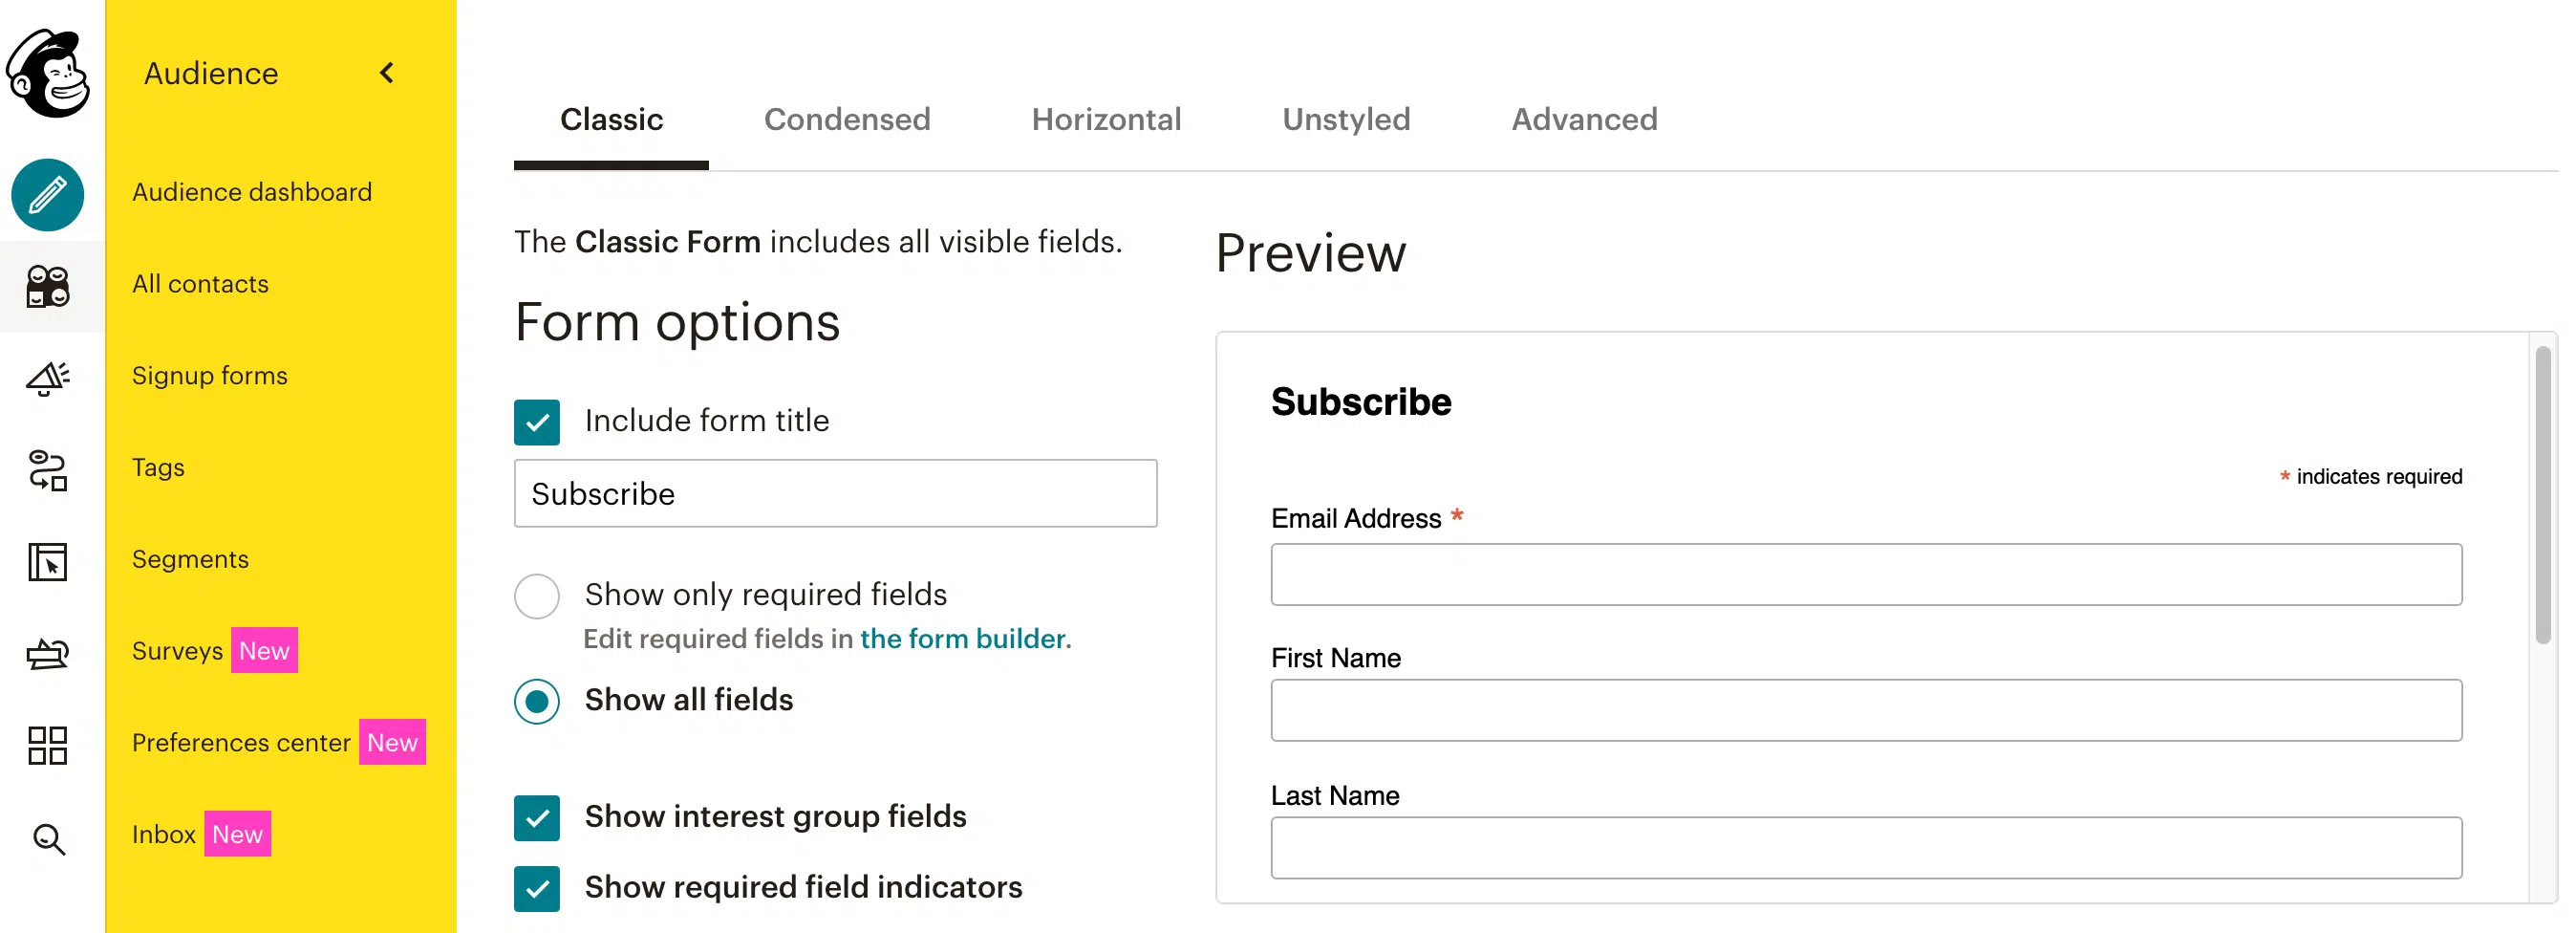 Audience
Audience dashboard
All contacts
Signup forms
Tags
Segments
Surveys New
Preferences center New
Inbox New
Classic Condensed Horizontal Unstyled Advanced
The Classic Form includes all visible fields.
Form options
Include form title
Subscribe
Show only required fields
Edit required fields in the form builder.
Show all fields
Show interest group fields
Show required field indicators
Preview
Subscribe
* indicates required
Email Address *
First Name
Last Name